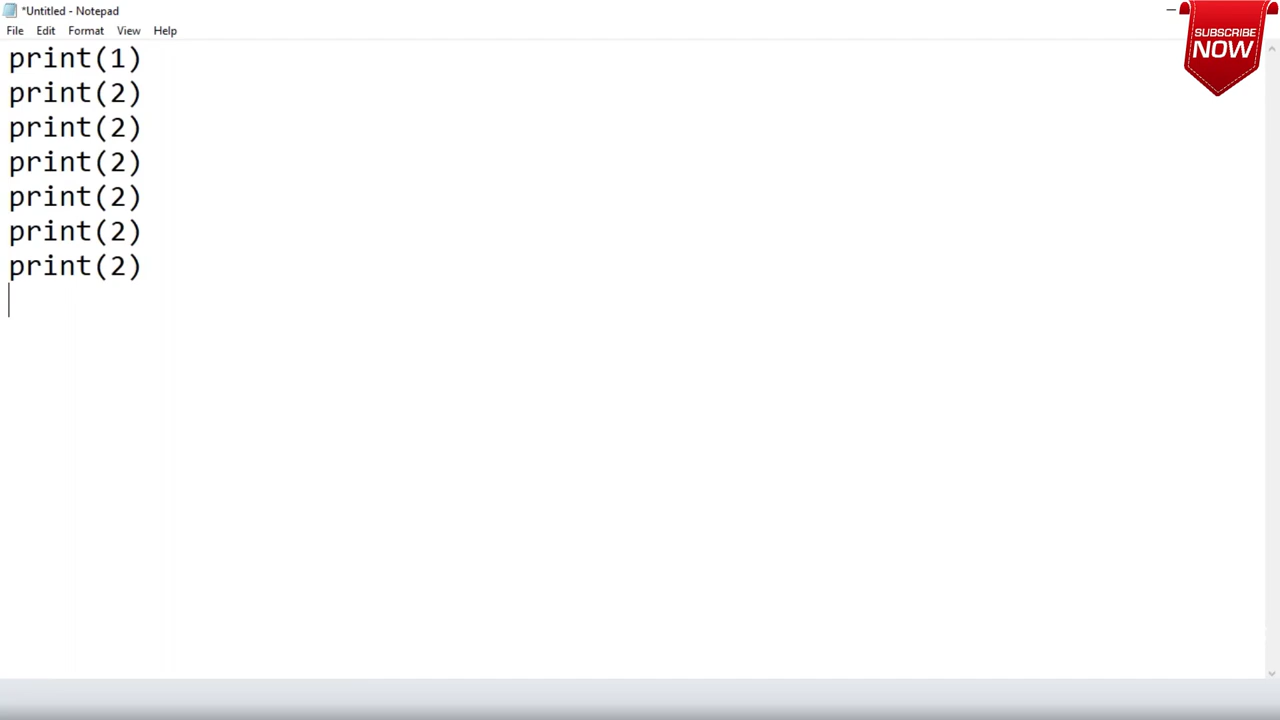 *Untitled - Notepad
File Edit Format View Help
SUBSCRIBE
NOW
print(1)
print(2)
print(2)
print(2)
print(2)
print(2)
print(2)